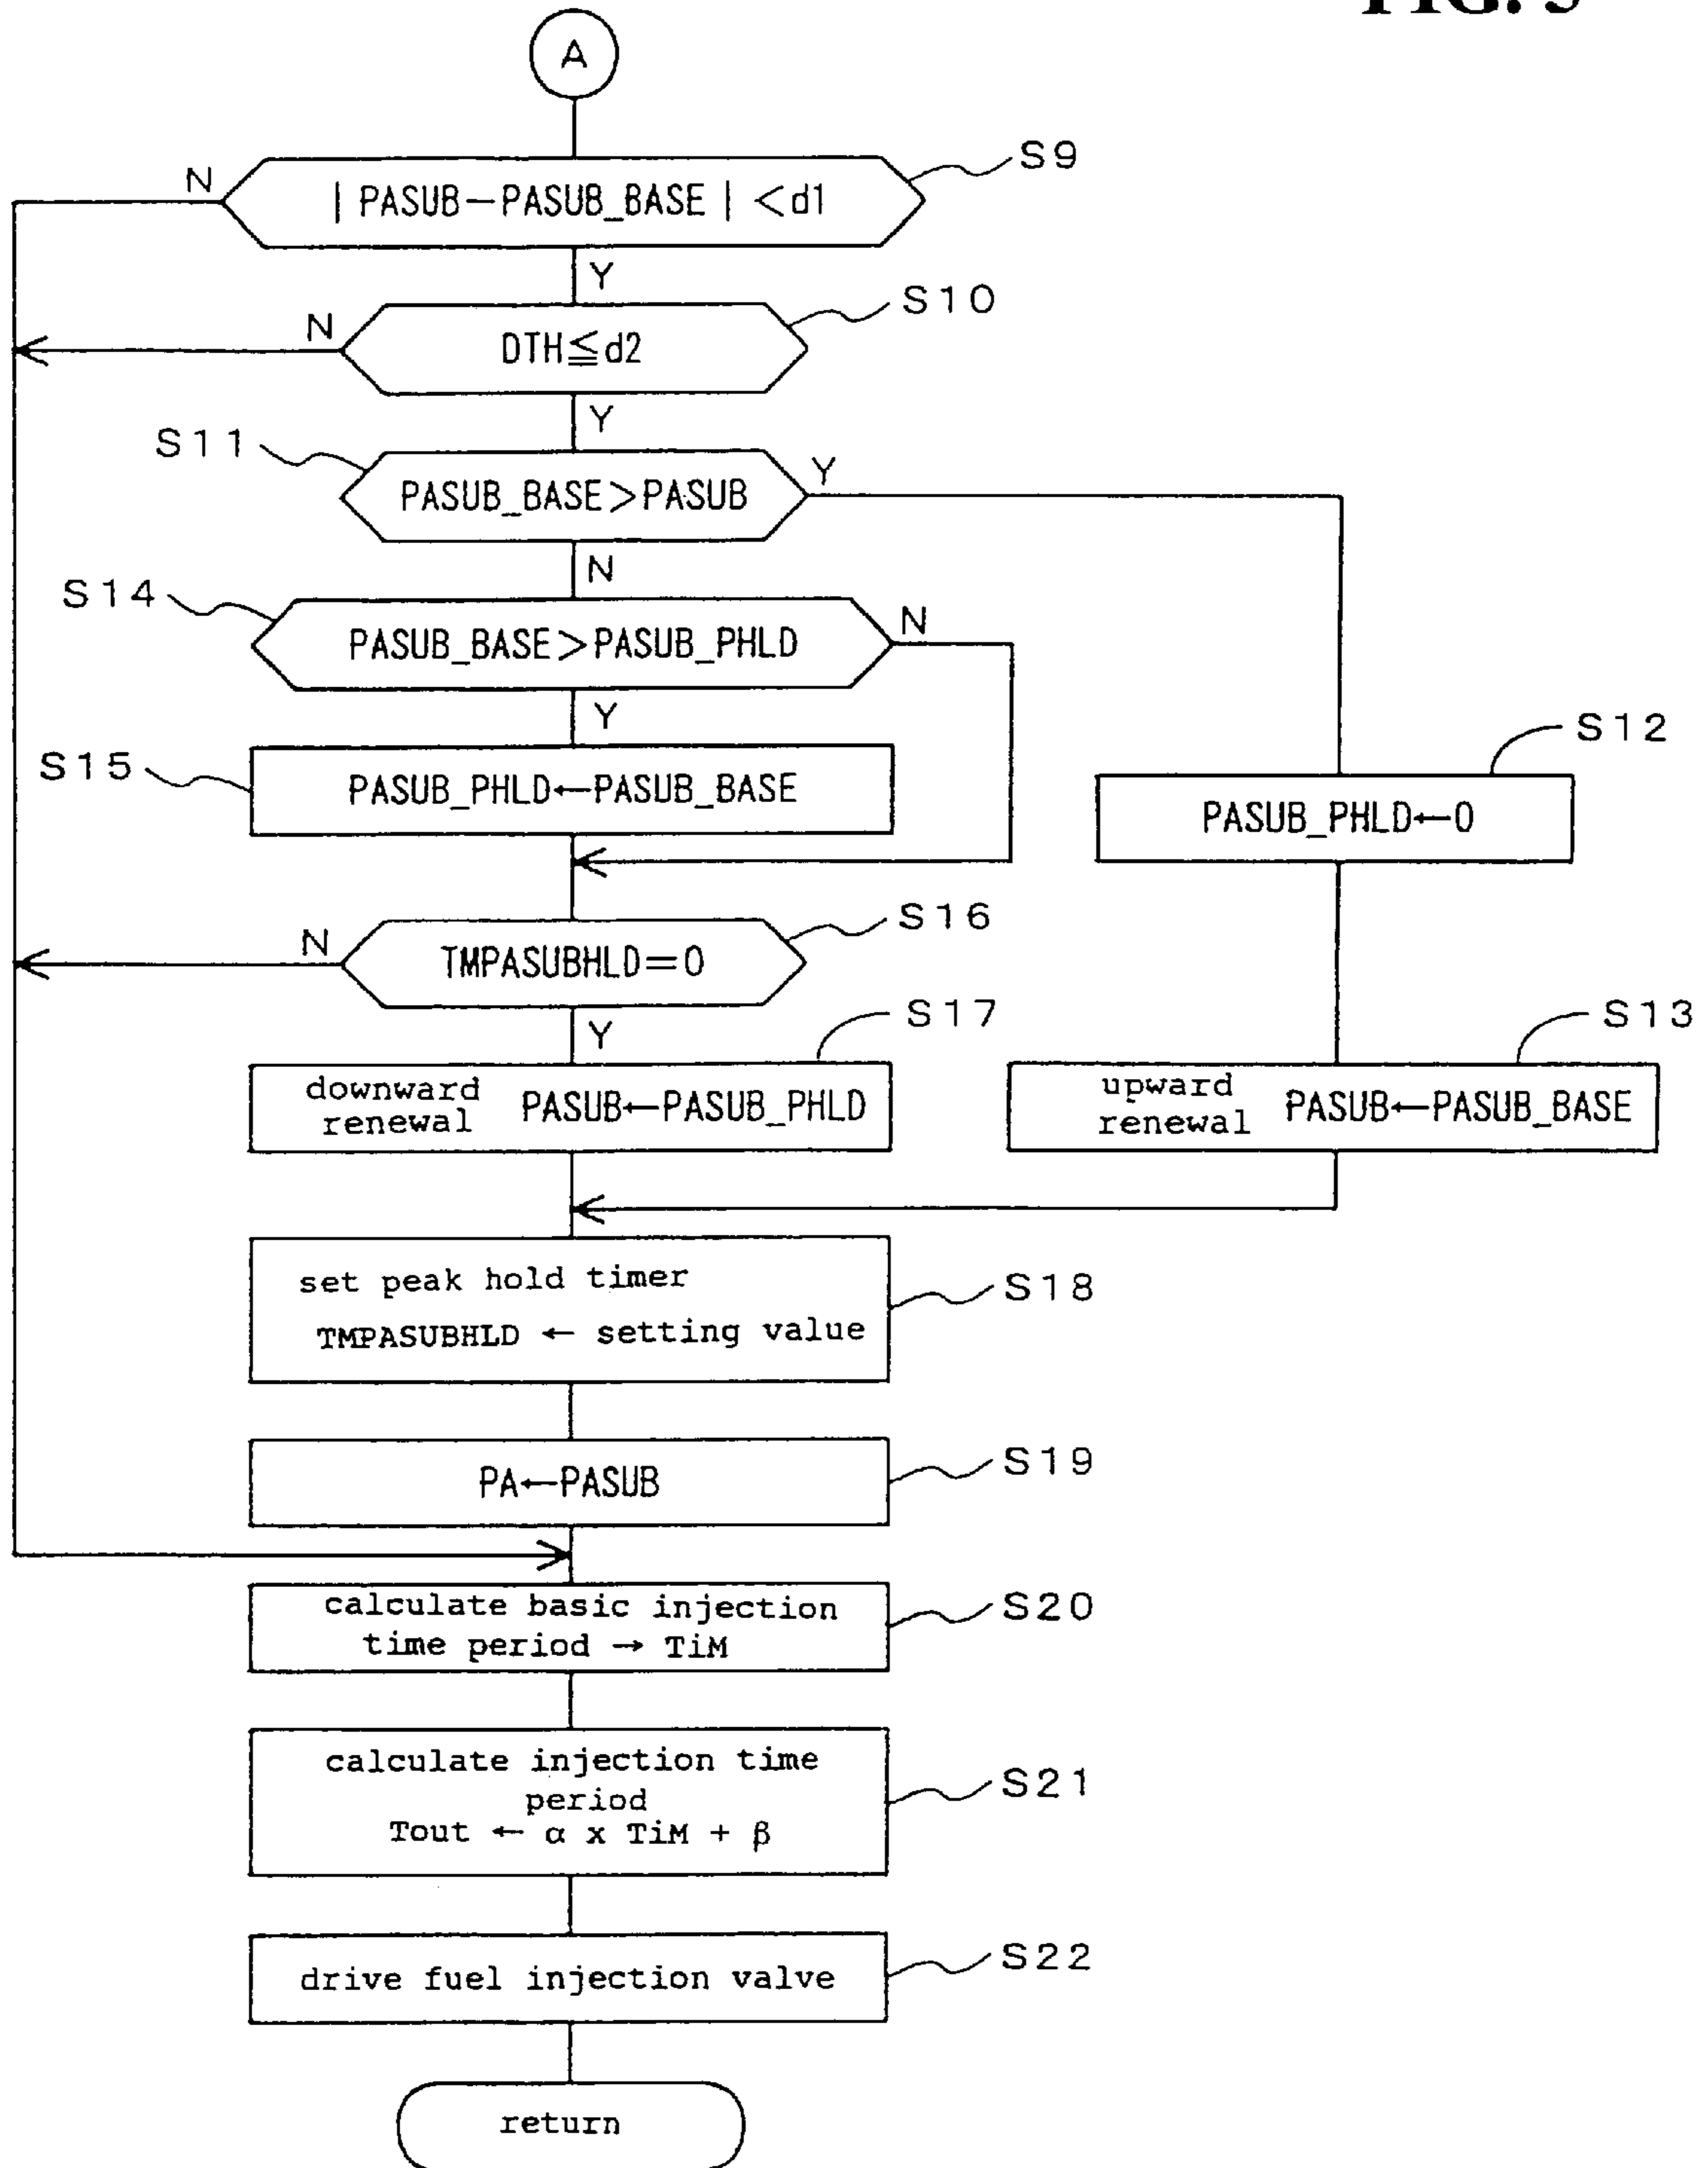 A
S9
N
| PASUB−PASUB_BASE | <d1
Y
S10
N
DTH≦d2
Y
S11
PASUB_BASE>PASUB
Y
N
S14
PASUB_BASE>PASUB_PHLD
N
Y
S12
S15
PASUB_PHLD←PASUB_BASE
PASUB_PHLD←0
S16
N
TMPASUBHLD=0
Y
S17
S13
downward
renewal
PASUB←PASUB_PHLD
upward
renewal
PASUB←PASUB_BASE
set peak hold timer
TMPASUBHLD ← setting value
S18
PA←PASUB
S19
calculate basic injection
time period → TiM
S20
calculate injection time
period
Tout ← α x TiM + β
S21
drive fuel injection valve
S22
return